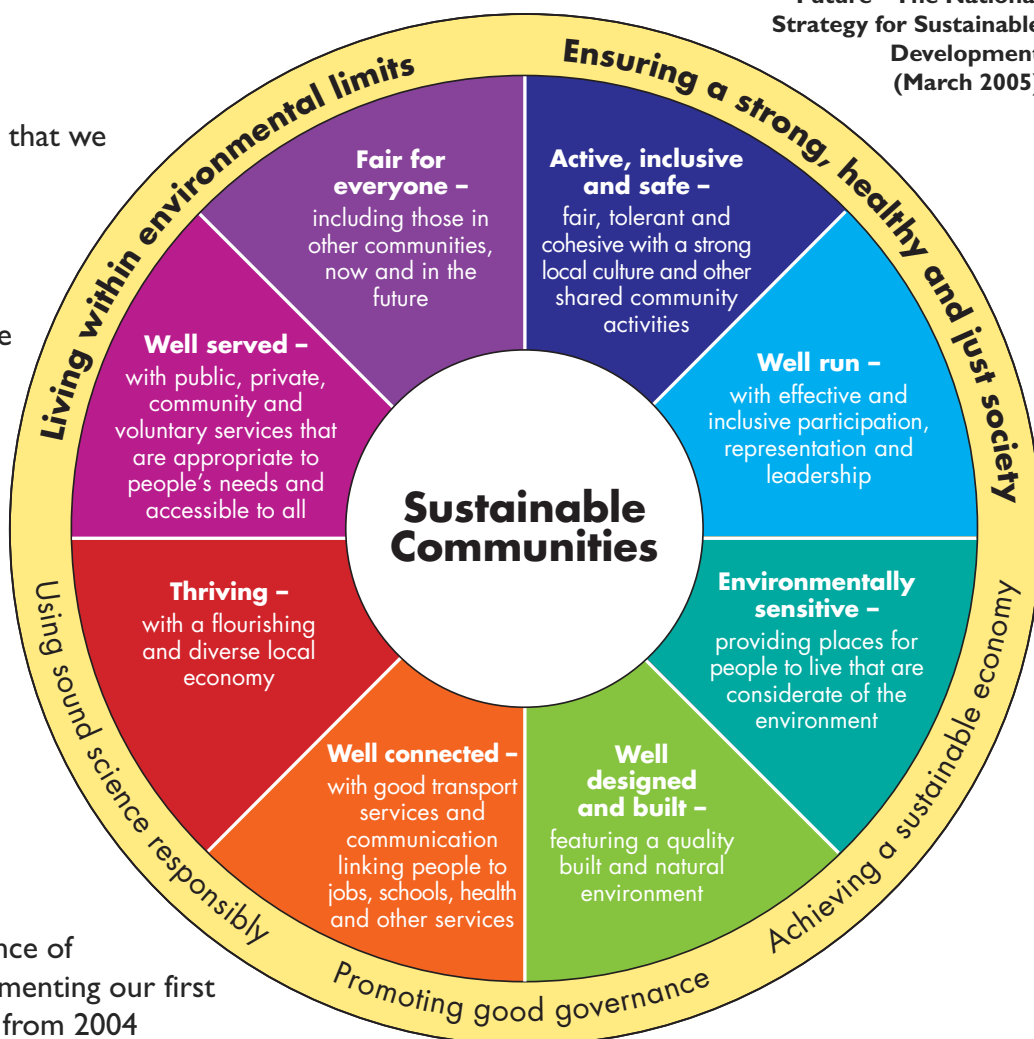 Future – The National
Strategy for Sustainable
Development
(March 2005)
that we
Living within environmental limits
Ensuring a strong, healthy and just society
Fair for
everyone –
including those in
other communities,
now and in the
future
Active, inclusive
and safe –
fair, tolerant and
cohesive with a strong
local culture and other
shared community
activities
Well served –
with public, private,
community and
voluntary services that
are appropriate to
people's needs and
accessible to all
Well run –
with effective and
inclusive participation,
representation and
leadership
Sustainable
Communities
Thriving –
with a flourishing
and diverse local
economy
Environmentally
sensitive –
providing places for
people to live that are
considerate of the
environment
Well connected –
with good transport
services and
communication
linking people to
jobs, schools, health
and other services
Well
designed
and built –
featuring a quality
built and natural
environment
Using sound science responsibly
Promoting good governance
Achieving a sustainable economy
from 2004